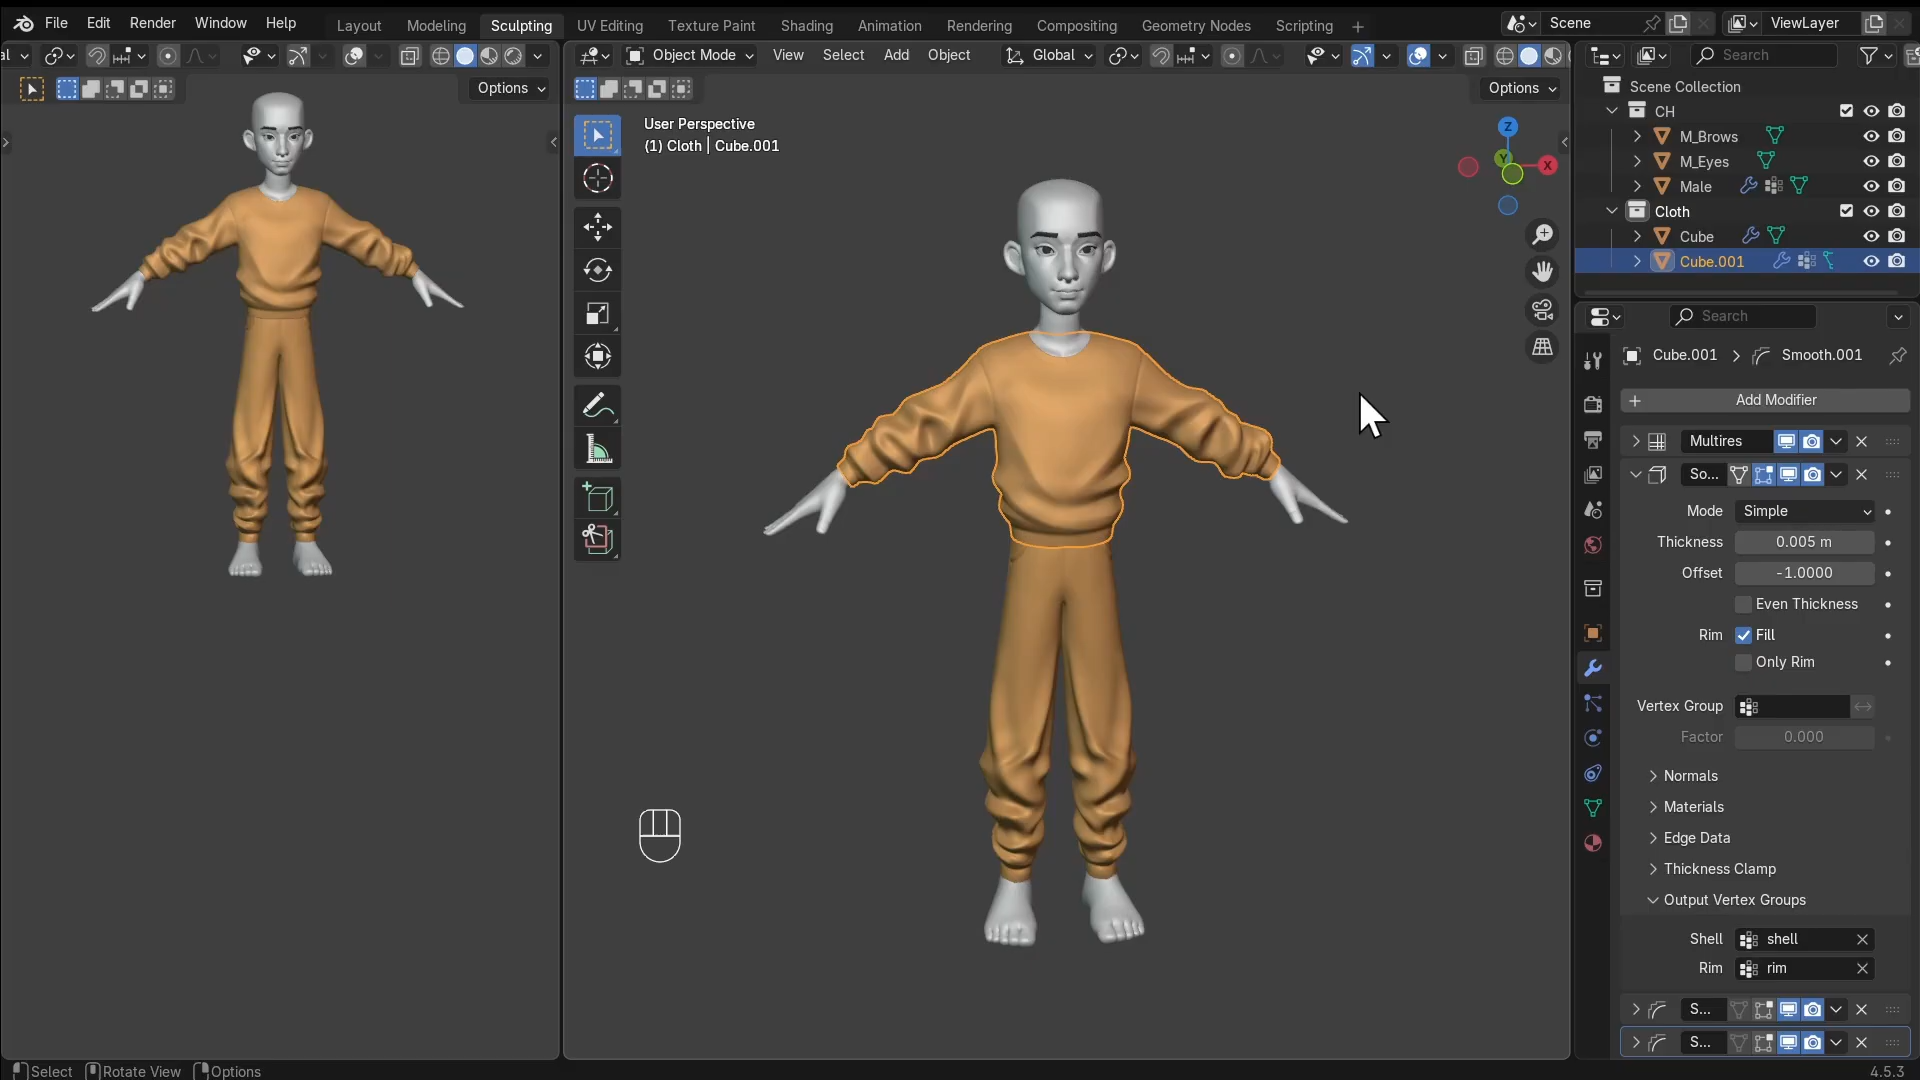 File Edit Render Window Help Layout Modeling Sculpting UV Editing Texture Paint Shading Animation Rendering Compositing Geometry Nodes Scripting Scene ViewLayer
al Object Mode View Select Add Object Global Search
Options Options
User Perspective
(1) Cloth | Cube.001
Z
Y
X
Scene Collection
CH
M_Brows
M_Eyes
Male
Cloth
Cube
Cube.001
Search
Cube.001 Smooth.001
Add Modifier
Multires
So...
Mode Simple
Thickness 0.005 m
Offset -1.0000
Even Thickness
Rim Fill
Only Rim
Vertex Group
Factor 0.000
Normals
Materials
Edge Data
Thickness Clamp
Output Vertex Groups
Shell shell
Rim rim
S...
S...
Select Rotate View Options 4.5.3